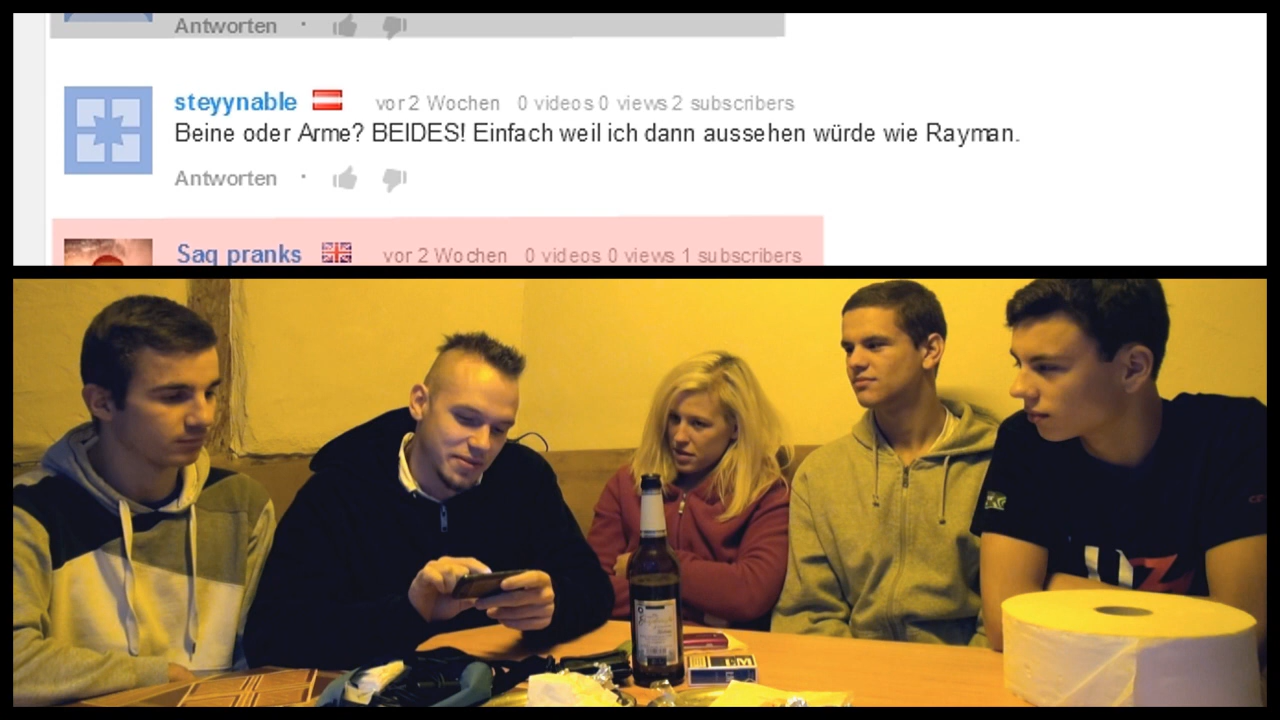 Antworten ·
steyynable vor 2 Wochen 0 videos 0 views 2 subscribers
Beine oder Arme? BEIDES! Einfach weil ich dann aussehen würde wie Rayman.
Antworten ·
Saq pranks vor 2 Wochen 0 videos 0 views 1 subscribers
L&M